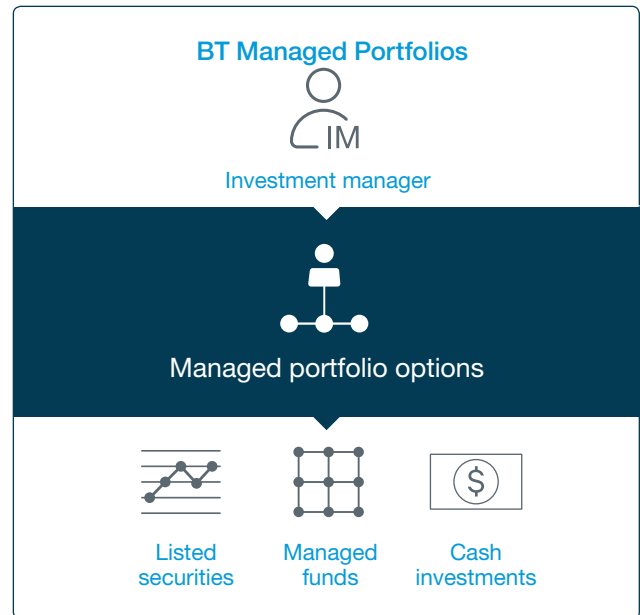 BT Managed Portfolios
IM
Investment manager
Managed portfolio options
$
Listed
securities
Managed
funds
Cash
investments